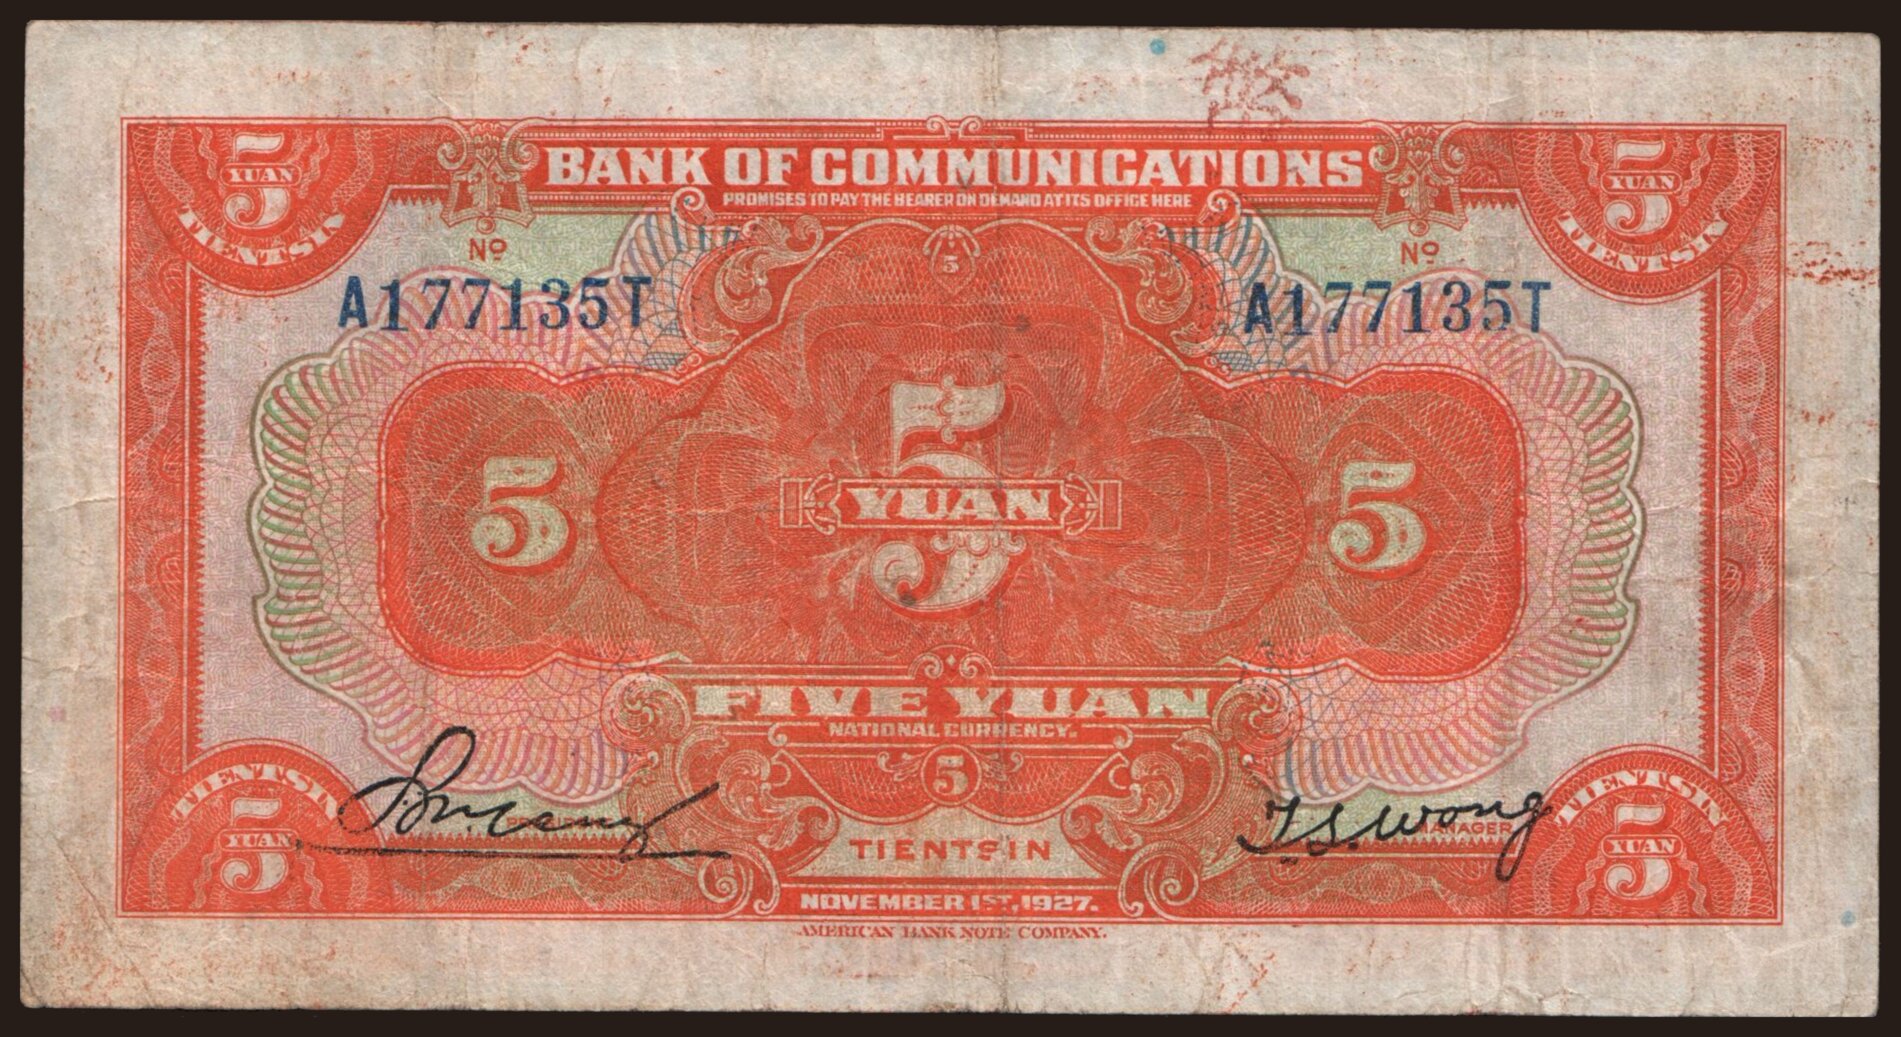 5 YUAN TIENTSIN
BANK OF COMMUNICATIONS
PROMISES TO PAY THE BEARER ON DEMAND AT ITS OFFICE HERE
5 YUAN TIENTSIN
Nº
A177135T
5
Nº
A177135T
5
5 YUAN
5
FIVE YUAN
NATIONAL CURRENCY.
5
TIENTSIN 5 YUAN
T.S. Wong
MANAGER
TIENTSIN
TIENTSIN 5 YUAN
NOVEMBER 1ST, 1927.
AMERICAN BANK NOTE COMPANY.